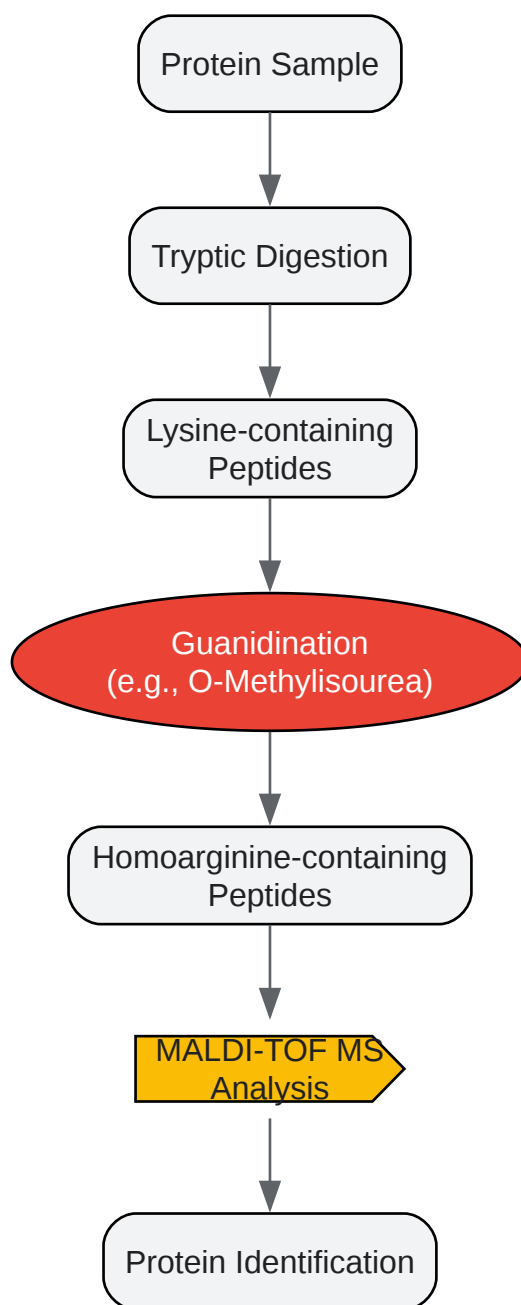 Protein Sample
Tryptic Digestion
Lysine-containing
Peptides
Guanidination
(e.g., O-Methylisourea)
Homoarginine-containing
Peptides
MALDI-TOF MS
Analysis
Protein Identification